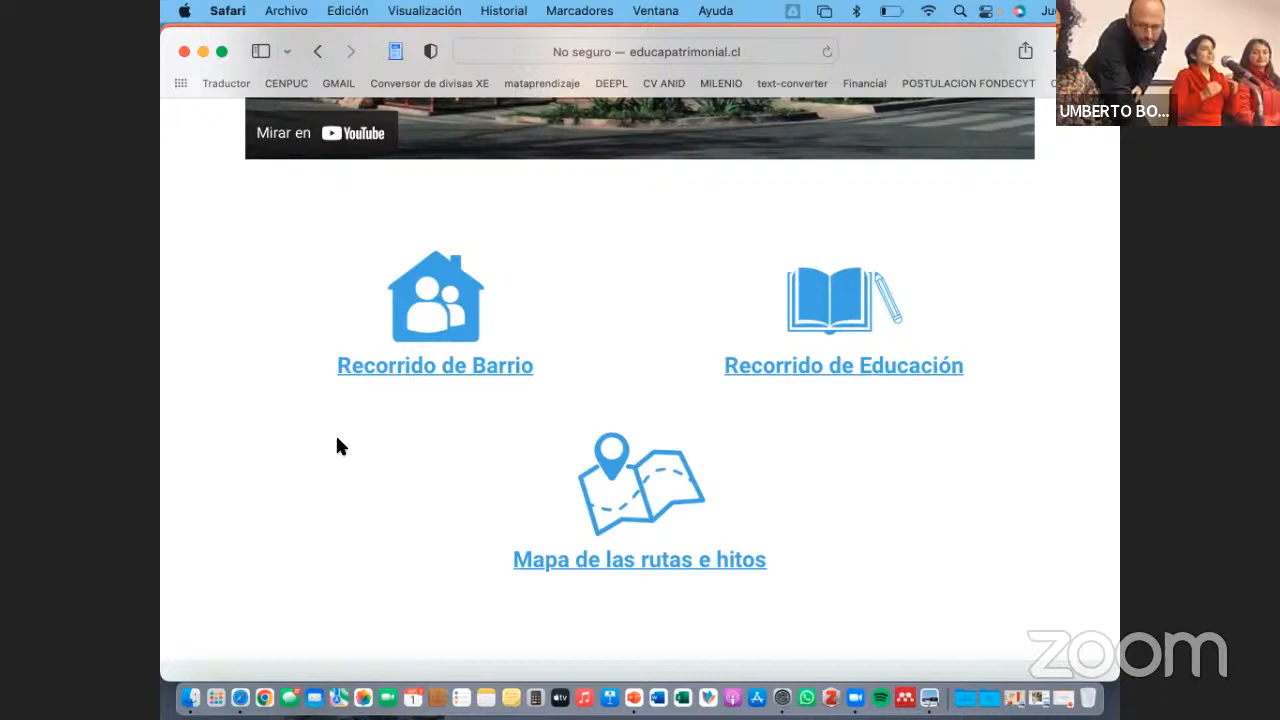 Safari Archivo Edición Visualización Historial Marcadores Ventana Ayuda Ju
No seguro — educapatrimonial.cl
Traductor CENPUC GMAIL Conversor de divisas XE mataprendizaje DEEPL CV ANID MILENIO text-converter Financial POSTULACION FONDECYT
UMBERTO BO...
Mirar en YouTube
Recorrido de Barrio
Recorrido de Educación
Mapa de las rutas e hitos
zoom